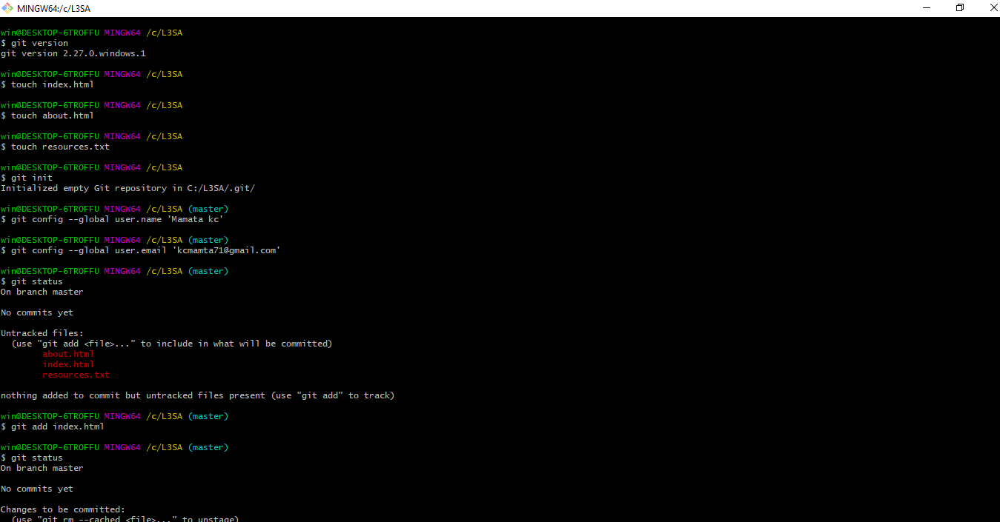 MINGW64:/c/L3SA
win@DESKTOP-6TROFFU MINGW64 /c/L3SA
$ git version
git version 2.27.0.windows.1
win@DESKTOP-6TROFFU MINGW64 /c/L3SA
$ touch index.html
win@DESKTOP-6TROFFU MINGW64 /c/L3SA
$ touch about.html
win@DESKTOP-6TROFFU MINGW64 /c/L3SA
$ touch resources.txt
win@DESKTOP-6TROFFU MINGW64 /c/L3SA
$ git init
Initialized empty Git repository in C:/L3SA/.git/
win@DESKTOP-6TROFFU MINGW64 /c/L3SA (master)
$ git config --global user.name 'Mamata kc'
win@DESKTOP-6TROFFU MINGW64 /c/L3SA (master)
$ git config --global user.email 'kcmamta71@gmail.com'
win@DESKTOP-6TROFFU MINGW64 /c/L3SA (master)
$ git status
On branch master
No commits yet
Untracked files:
(use "git add <file>..." to include in what will be committed)
about.html
index.html
resources.txt
nothing added to commit but untracked files present (use "git add" to track)
win@DESKTOP-6TROFFU MINGW64 /c/L3SA (master)
$ git add index.html
win@DESKTOP-6TROFFU MINGW64 /c/L3SA (master)
$ git status
On branch master
No commits yet
Changes to be committed:
(use "git rm --cached <file>..." to unstage)